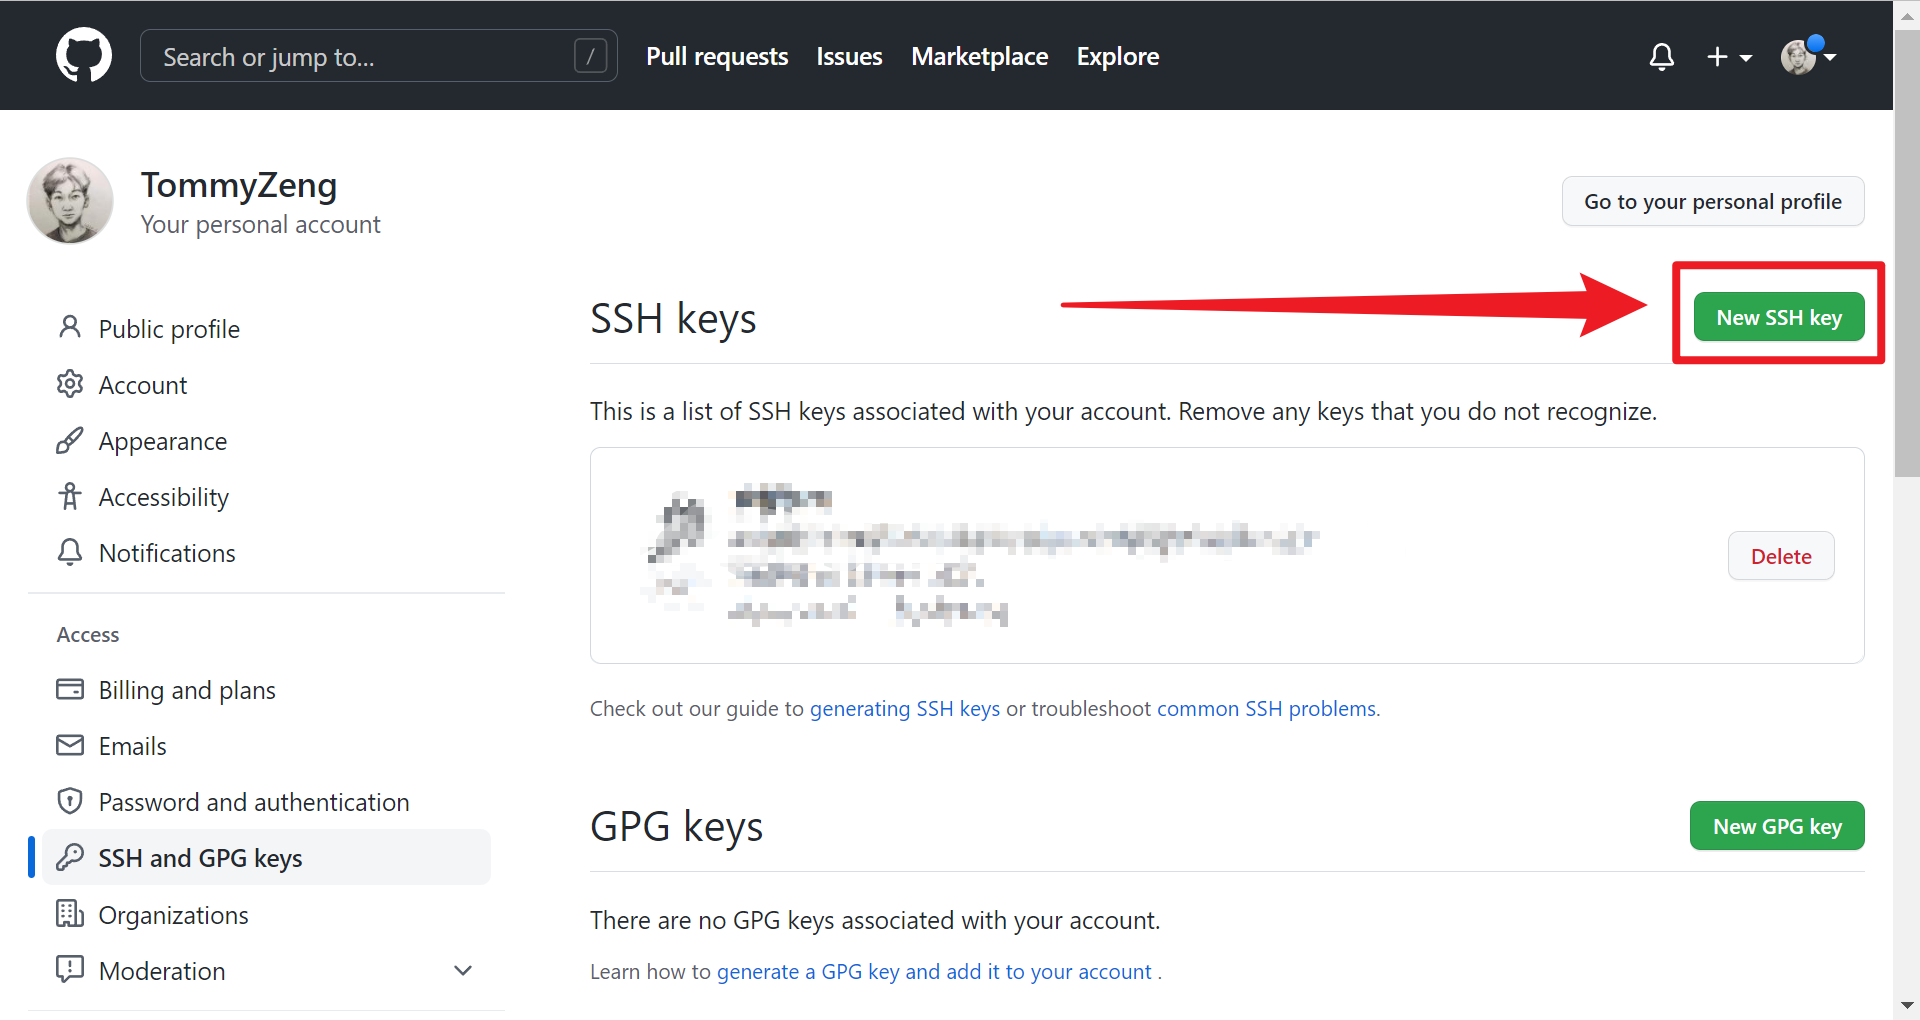 Search or jump to...
/
Pull requests
Issues
Marketplace
Explore
TommyZeng
Your personal account
Go to your personal profile
Public profile
Account
Appearance
Accessibility
Notifications
Access
Billing and plans
Emails
Password and authentication
SSH and GPG keys
Organizations
Moderation
SSH keys
New SSH key
This is a list of SSH keys associated with your account. Remove any keys that you do not recognize.
Delete
Check out our guide to generating SSH keys or troubleshoot common SSH problems.
GPG keys
New GPG key
There are no GPG keys associated with your account.
Learn how to generate a GPG key and add it to your account .